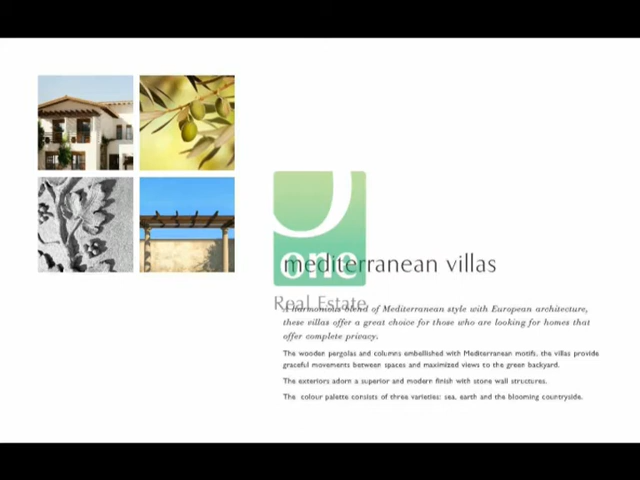 one
mediterranean villas
Real Estate
A harmonious blend of Mediterranean style with European architecture,
these villas offer a great choice for those who are looking for homes that
offer complete privacy.
The wooden pergolas and columns embellished with Mediterranean motifs, the villas provide
graceful movements between spaces and maximized views to the green backyard.
The exteriors adorn a superior and modern finish with stone wall structures.
The colour palette consists of three varieties: sea, earth and the blooming countryside.